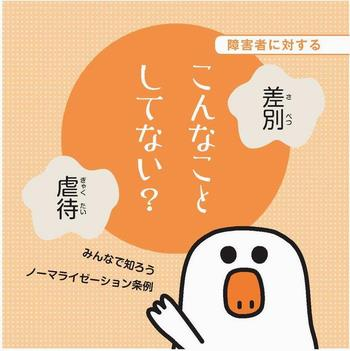 障害者に対する
差別
さべつ
こんなこと
してない?
虐待
ぎゃくたい
みんなで知ろう
ノーマライゼーション条例